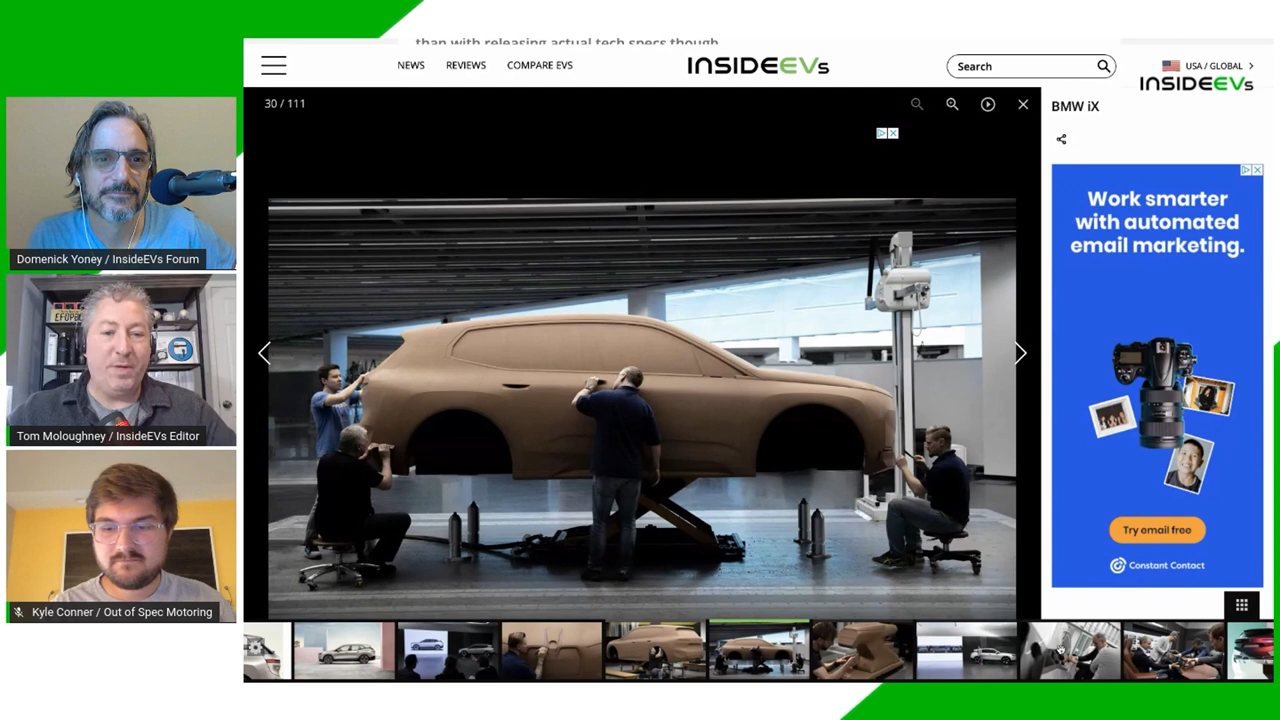 than with releasing actual tech specs though
NEWS REVIEWS COMPARE EVS
INSIDEEVs
Search
USA / GLOBAL
INSIDEEVs
30 / 111
BMW iX
Domenick Yoney / InsideEVs Forum
Tom Moloughney / InsideEVs Editor
Kyle Conner / Out of Spec Motoring
Work smarter
with automated
email marketing.
Try email free
Constant Contact